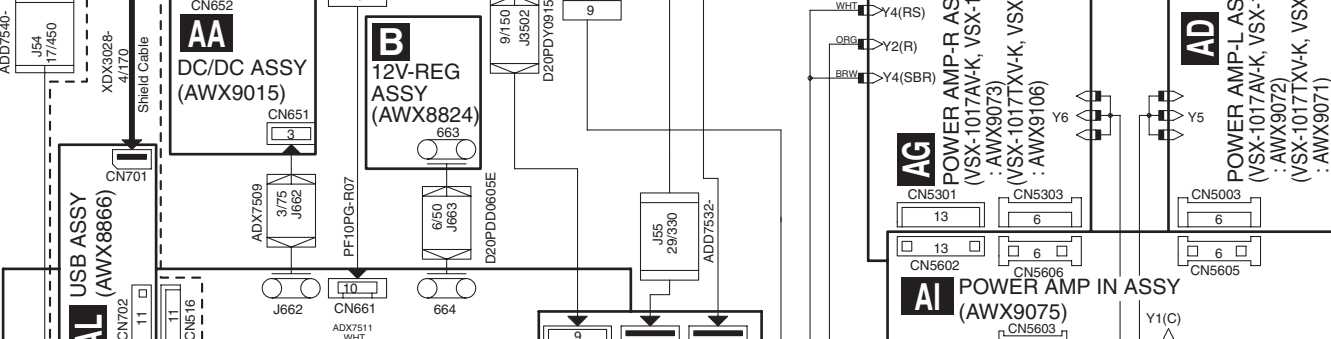 ADD7540-
J54
17/450
XDX3028-
4/170
Shield Cable
CN701
USB ASSY
(AWX8866)
CN702
11
11
CN516
CN652
AA
DC/DC ASSY
(AWX9015)
CN651
3
ADX7509
3/75
J662
J662
PF10PG-R07
10
CN661
ADX7511
WHT
B
12V-REG
ASSY
(AWX8824)
663
6/50
J663
D20PDD0605E
664
9/150
J3502
D20PDY0915
9
J55
29/330
ADD7532-
9
WHT
Y4(RS)
ORG
Y2(R)
BRW
Y4(SBR)
AG
POWER AMP-R AS
(VSX-1017AV-K, VSX-1
: AWX9073)
(VSX-1017TXV-K, VSX
: AWX9106)
CN5301
13
CN5303
6
13
CN5602
6
CN5606
Y6
Y5
AD
POWER AMP-L AS
(VSX-1017AV-K, VSX-
: AWX9072)
(VSX-1017TXV-K, VSX
: AWX9071)
CN5003
6
6
CN5605
AI
POWER AMP IN ASSY
(AWX9075)
CN5603
Y1(C)